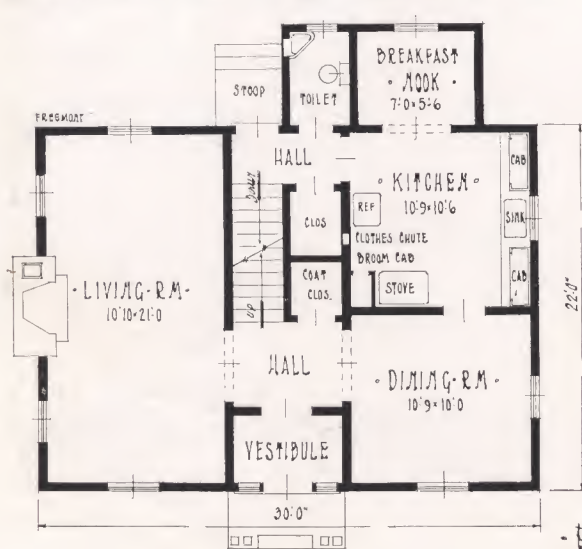 BREAKFAST
NOOK
7'-0×5'-6
STOOP
TOILET
FREEMONT
HALL
DOWN
KITCHEN
10'-9×10'-6
CAB
REF
SINK
CLOS
CLOTHES CHUTE
BROOM CAB
CAB
COAT
CLOS.
STOVE
LIVING-RM
10'-10×21'-0
UP
22'-0"
HALL
DINING-RM
10'-9×10'-0
VESTIBULE
30'-0"